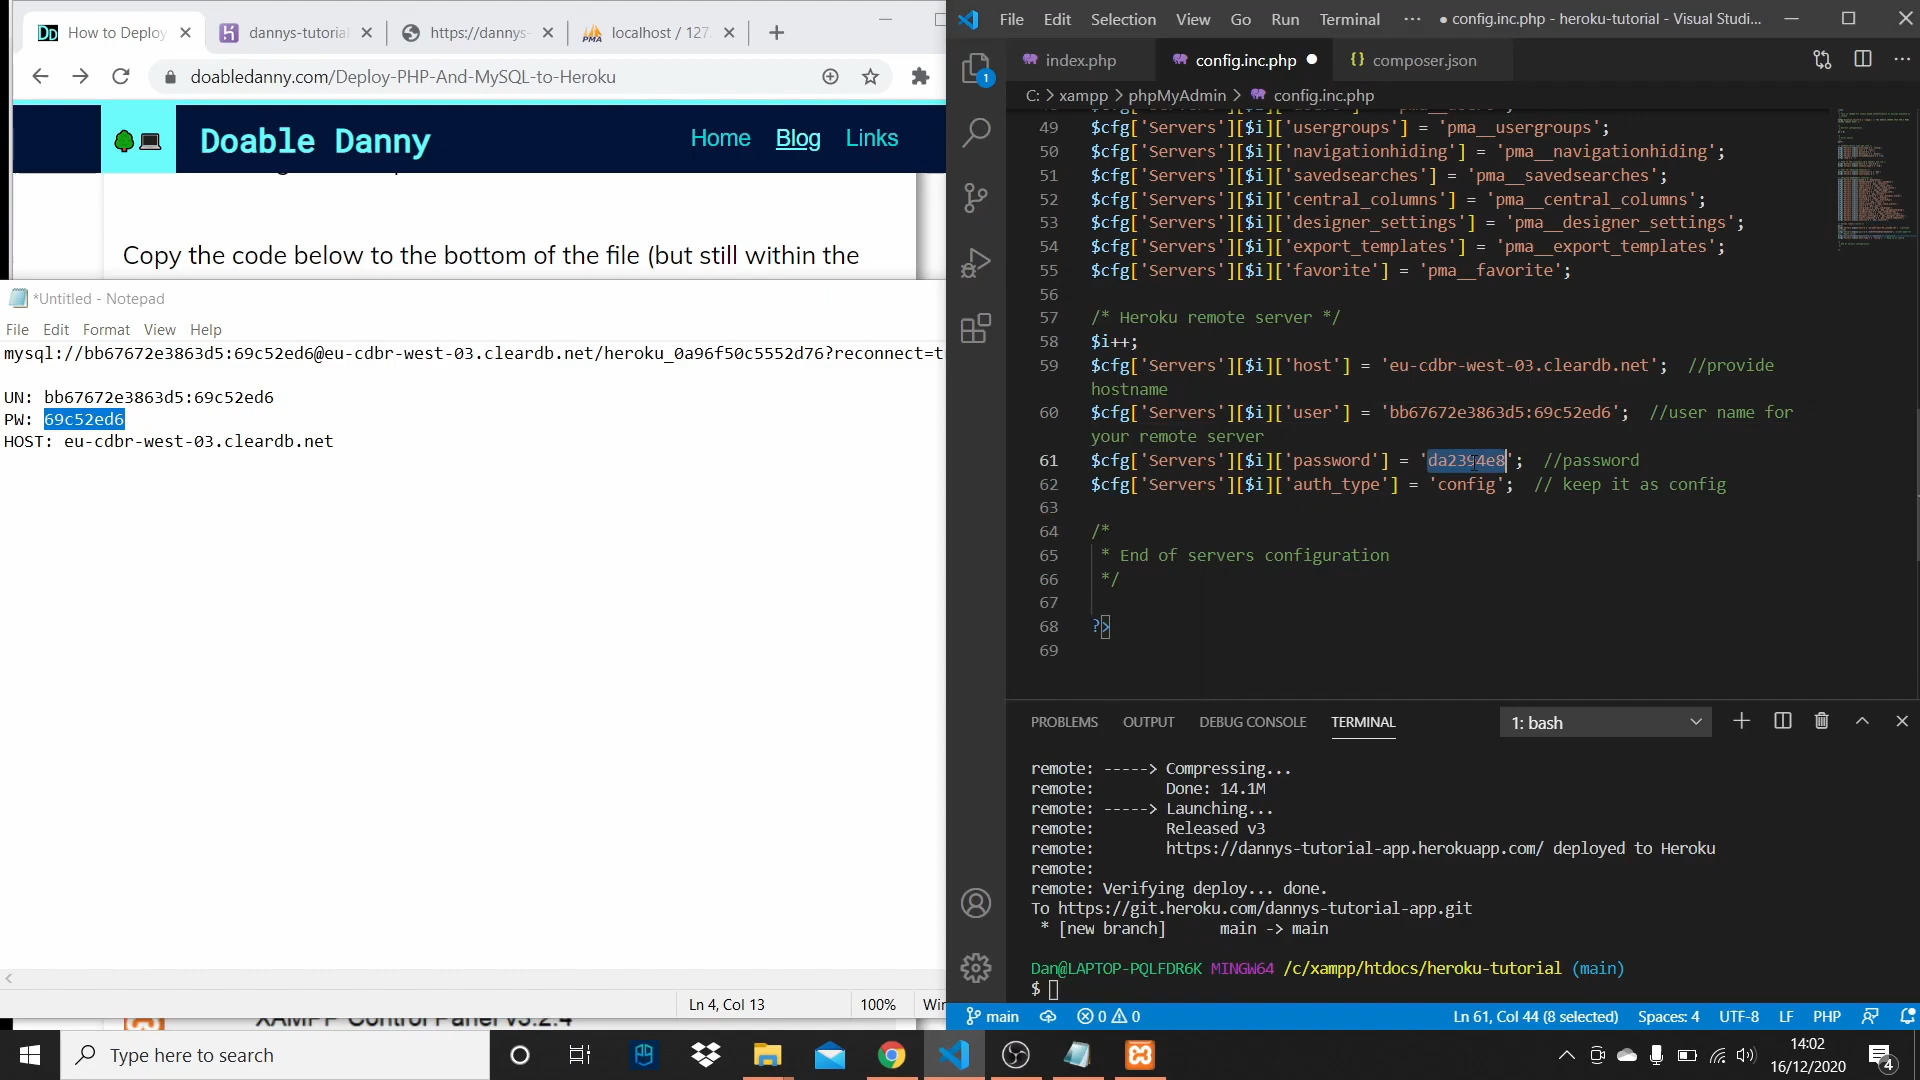 How to Deploy
dannys-tutorial
https://dannys-
localhost / 127.
doabledanny.com/Deploy-PHP-And-MySQL-to-Heroku
Doable Danny
Home Blog Links
Copy the code below to the bottom of the file (but still within the
*Untitled - Notepad
File Edit Format View Help
mysql://bb67672e3863d5:69c52ed6@eu-cdbr-west-03.cleardb.net/heroku_0a96f50c5552d76?reconnect=t
UN: bb67672e3863d5:69c52ed6
PW: 69c52ed6
HOST: eu-cdbr-west-03.cleardb.net
Ln 4, Col 13 100% Win
XAMPP Control Panel v3.2.4
File Edit Selection View Go Run Terminal ··· ● config.inc.php - heroku-tutorial - Visual Studi...
index.php config.inc.php composer.json
C: > xampp > phpMyAdmin > config.inc.php
49 $cfg['Servers'][$i]['usergroups'] = 'pma__usergroups';
50 $cfg['Servers'][$i]['navigationhiding'] = 'pma__navigationhiding';
51 $cfg['Servers'][$i]['savedsearches'] = 'pma__savedsearches';
52 $cfg['Servers'][$i]['central_columns'] = 'pma__central_columns';
53 $cfg['Servers'][$i]['designer_settings'] = 'pma__designer_settings';
54 $cfg['Servers'][$i]['export_templates'] = 'pma__export_templates';
55 $cfg['Servers'][$i]['favorite'] = 'pma__favorite';
56
57 /* Heroku remote server */
58 $i++;
59 $cfg['Servers'][$i]['host'] = 'eu-cdbr-west-03.cleardb.net'; //provide
hostname
60 $cfg['Servers'][$i]['user'] = 'bb67672e3863d5:69c52ed6'; //user name for
your remote server
61 $cfg['Servers'][$i]['password'] = 'da2394e8'; //password
62 $cfg['Servers'][$i]['auth_type'] = 'config'; // keep it as config
63
64 /*
65 * End of servers configuration
66 */
67
68 ?>
69
PROBLEMS OUTPUT DEBUG CONSOLE TERMINAL 1: bash
remote: -----> Compressing...
remote: Done: 14.1M
remote: -----> Launching...
remote: Released v3
remote: https://dannys-tutorial-app.herokuapp.com/ deployed to Heroku
remote:
remote: Verifying deploy... done.
To https://git.heroku.com/dannys-tutorial-app.git
* [new branch] main -> main
Dan@LAPTOP-PQLFDR6K MINGW64 /c/xampp/htdocs/heroku-tutorial (main)
$
main 0 0 Ln 61, Col 44 (8 selected) Spaces: 4 UTF-8 LF PHP
Type here to search
14:02
16/12/2020
4